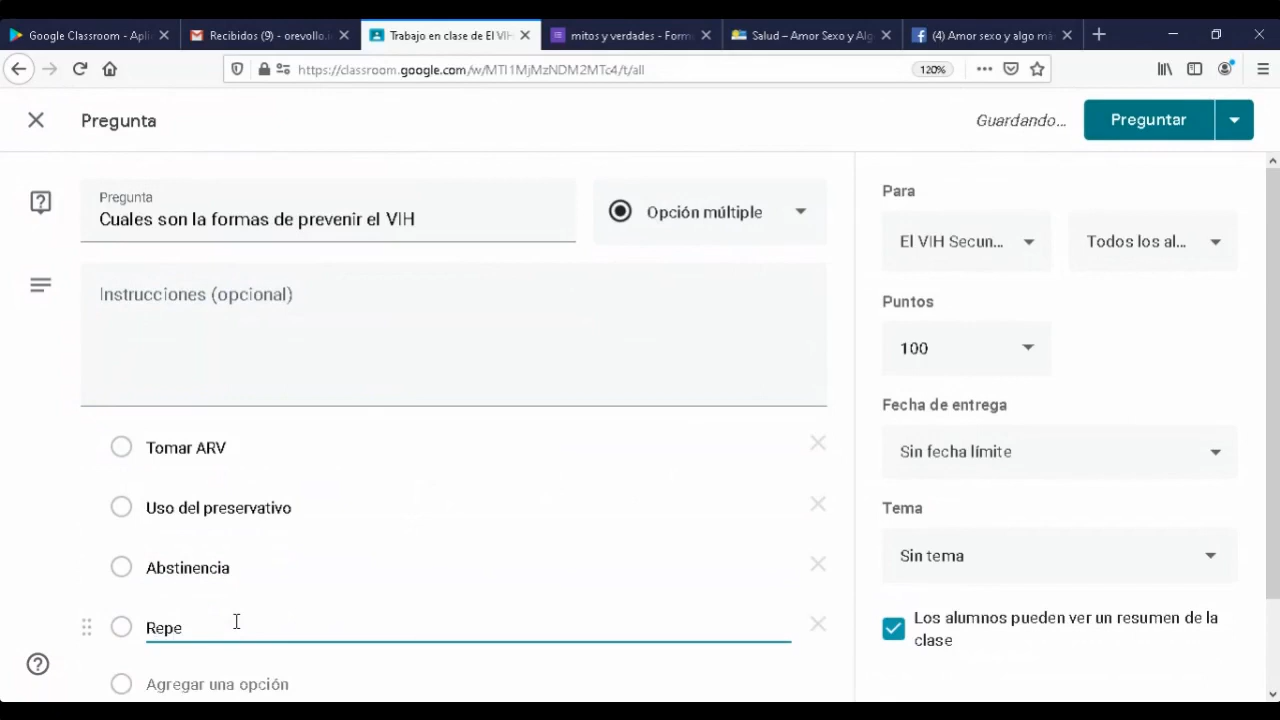 Google Classroom - Apli
Recibidos (9) - orevollo.i
Trabajo en clase de El VIH
mitos y verdades - Form
Salud – Amor Sexo y Alg
(4) Amor sexo y algo má
https://classroom.google.com/w/MTI1MjMzNDM2MTc4/t/all
120%
Pregunta
Guardando...
Preguntar
Pregunta
Cuales son la formas de prevenir el VIH
Opción múltiple
Instrucciones (opcional)
Tomar ARV
Uso del preservativo
Abstinencia
Repe
Agregar una opción
Para
El VIH Secun...
Todos los al...
Puntos
100
Fecha de entrega
Sin fecha límite
Tema
Sin tema
Los alumnos pueden ver un resumen de la
clase